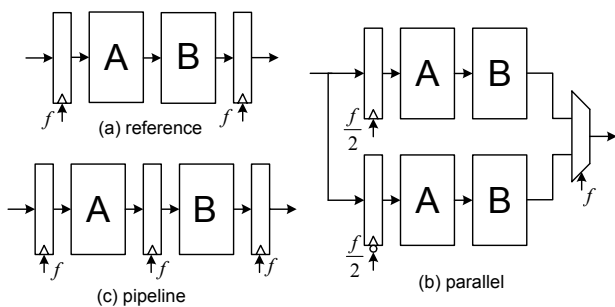 A B
f f
(a) reference
A B
f/2
A B
f/2
f
(b) parallel
A B
f f f
(c) pipeline